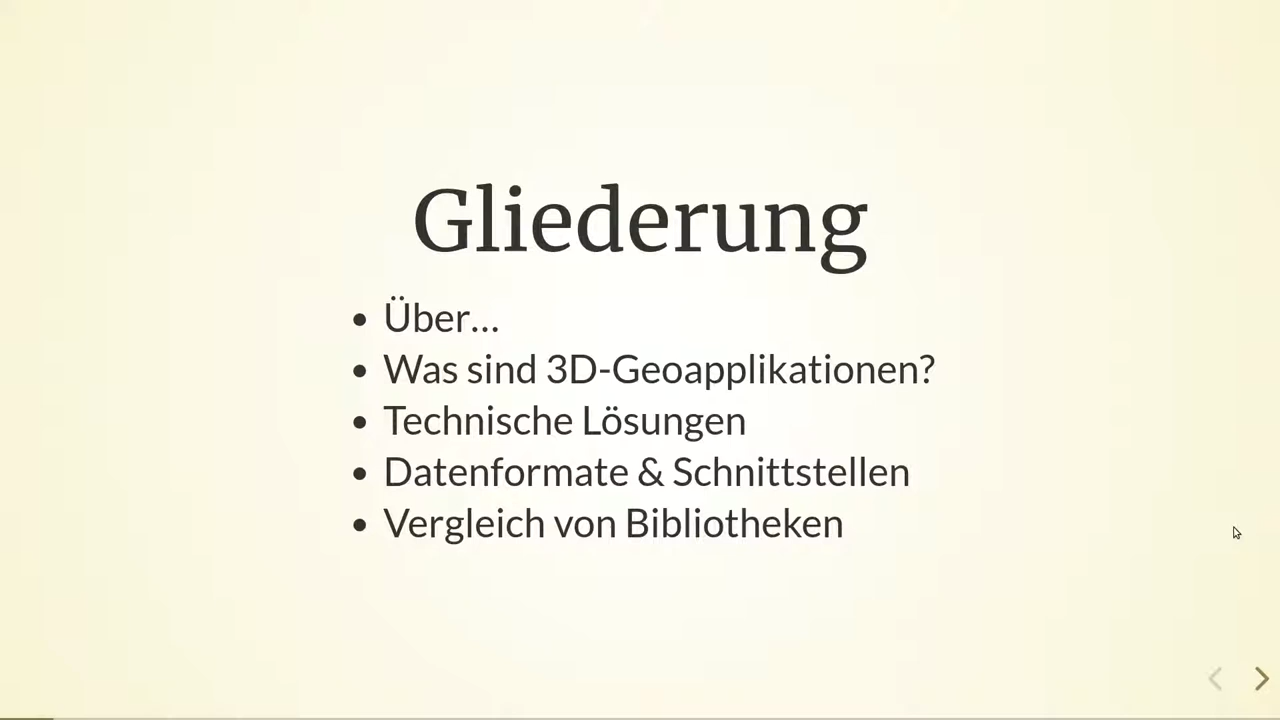 Gliederung
Über...
Was sind 3D-Geoapplikationen?
Technische Lösungen
Datenformate & Schnittstellen
Vergleich von Bibliotheken